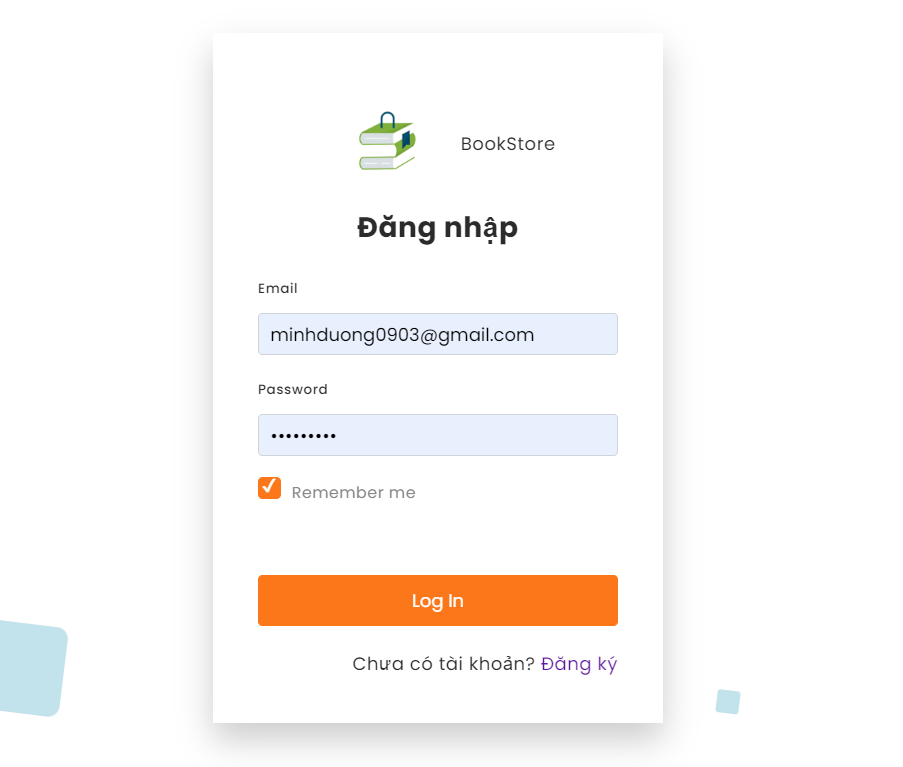 BookStore
Đăng nhập
Email
minhduong0903@gmail.com
Password
•••••••••
Remember me
Log In
Chưa có tài khoản? Đăng ký